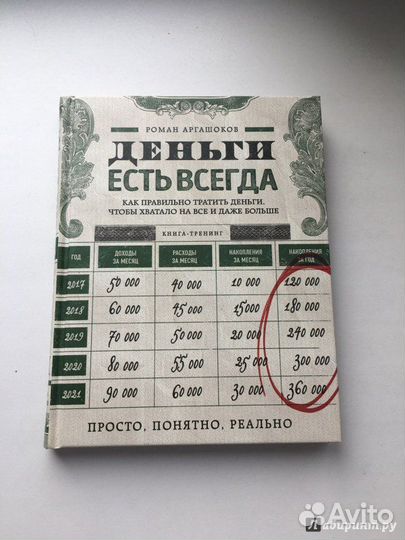 РОМАН АРГАШОКОВ
ДЕНЬГИ
ЕСТЬ ВСЕГДА
КАК ПРАВИЛЬНО ТРАТИТЬ ДЕНЬГИ,
ЧТОБЫ ХВАТАЛО НА ВСЕ И ДАЖЕ БОЛЬШЕ
КНИГА-ТРЕНИНГ
ГОД ДОХОДЫ ЗА МЕСЯЦ РАСХОДЫ ЗА МЕСЯЦ НАКОПЛЕНИЯ ЗА МЕСЯЦ НАКОПЛЕНИЯ ЗА ГОД
2017 50 000 40 000 10 000 120 000
2018 60 000 45 000 15000 180 000
2019 70 000 50 000 20 000 240 000
2020 80 000 55 000 25 000 300 000
2021 90 000 60 000 30 000 360 000
ПРОСТО, ПОНЯТНО, РЕАЛЬНО
Avito
Лабиринт.ру